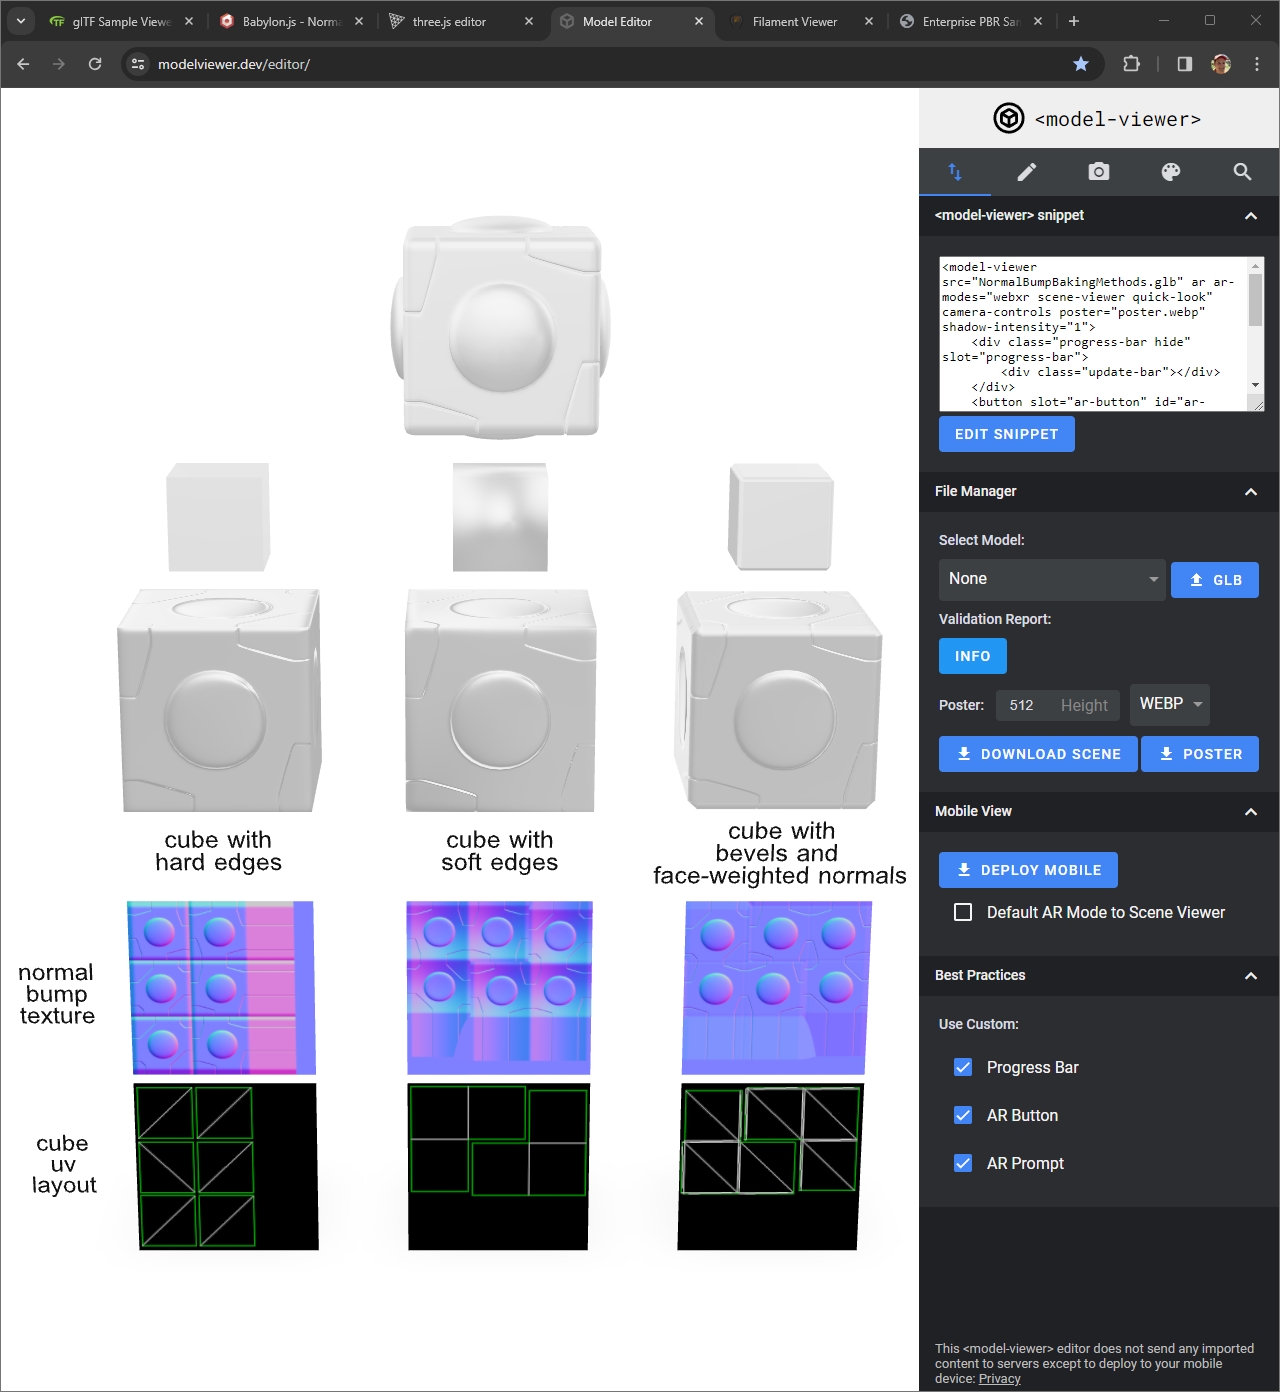 glTF Sample Viewe
Babylon.js - Norma
three.js editor
Model Editor
Filament Viewer
Enterprise PBR Sam
modelviewer.dev/editor/
<model-viewer>
<model-viewer> snippet
<model-viewer
src="NormalBumpBakingMethods.glb" ar ar-
modes="webxr scene-viewer quick-look"
camera-controls poster="poster.webp"
shadow-intensity="1">
<div class="progress-bar hide"
slot="progress-bar">
<div class="update-bar"></div>
</div>
<button slot="ar-button" id="ar-
EDIT SNIPPET
File Manager
Select Model:
None
GLB
Validation Report:
INFO
Poster: 512 Height WEBP
DOWNLOAD SCENE
POSTER
Mobile View
DEPLOY MOBILE
Default AR Mode to Scene Viewer
Best Practices
Use Custom:
Progress Bar
AR Button
AR Prompt
This <model-viewer> editor does not send any imported
content to servers except to deploy to your mobile
device: Privacy
cube with
hard edges
cube with
soft edges
cube with
bevels and
face-weighted normals
normal
bump
texture
cube
uv
layout